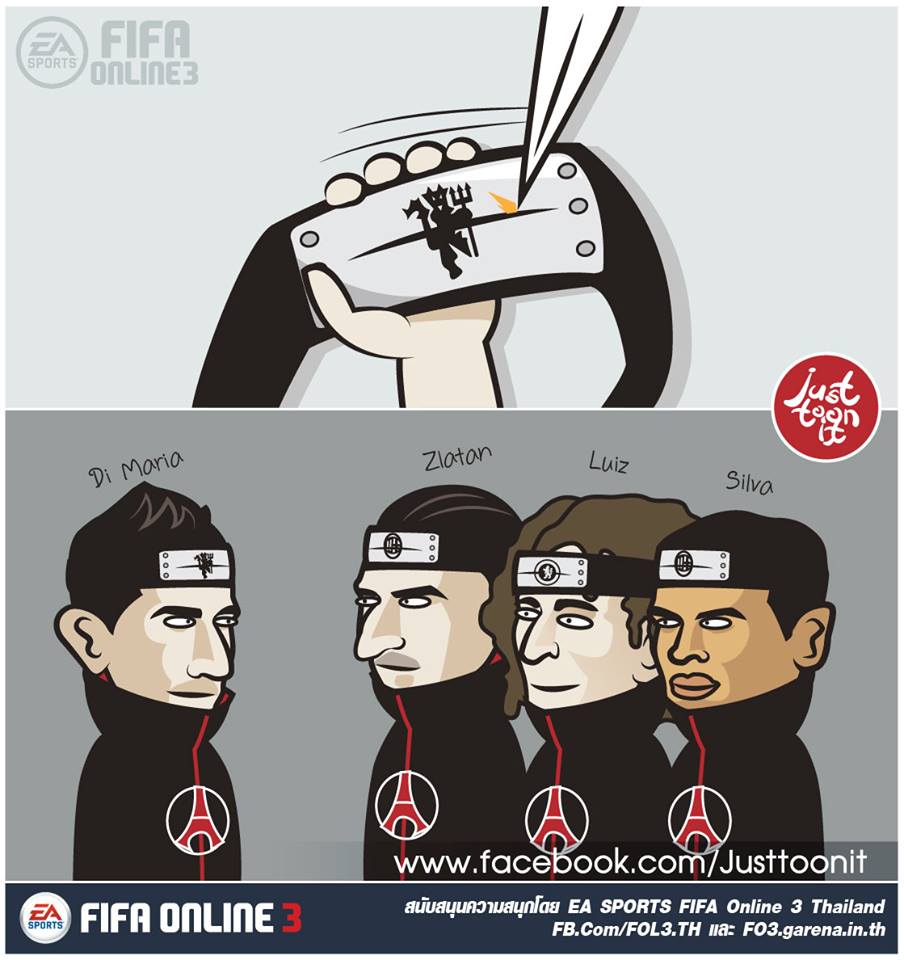 EA SPORTS FIFA ONLINE 3
just toon it
Di Maria
Zlatan
Luiz
Silva
www.facebook.com/Justtoonit
EA SPORTS FIFA ONLINE 3
สนับสนุนความสนุกโดย EA SPORTS FIFA Online 3 Thailand
FB.Com/FOL3.TH และ FO3.garena.in.th